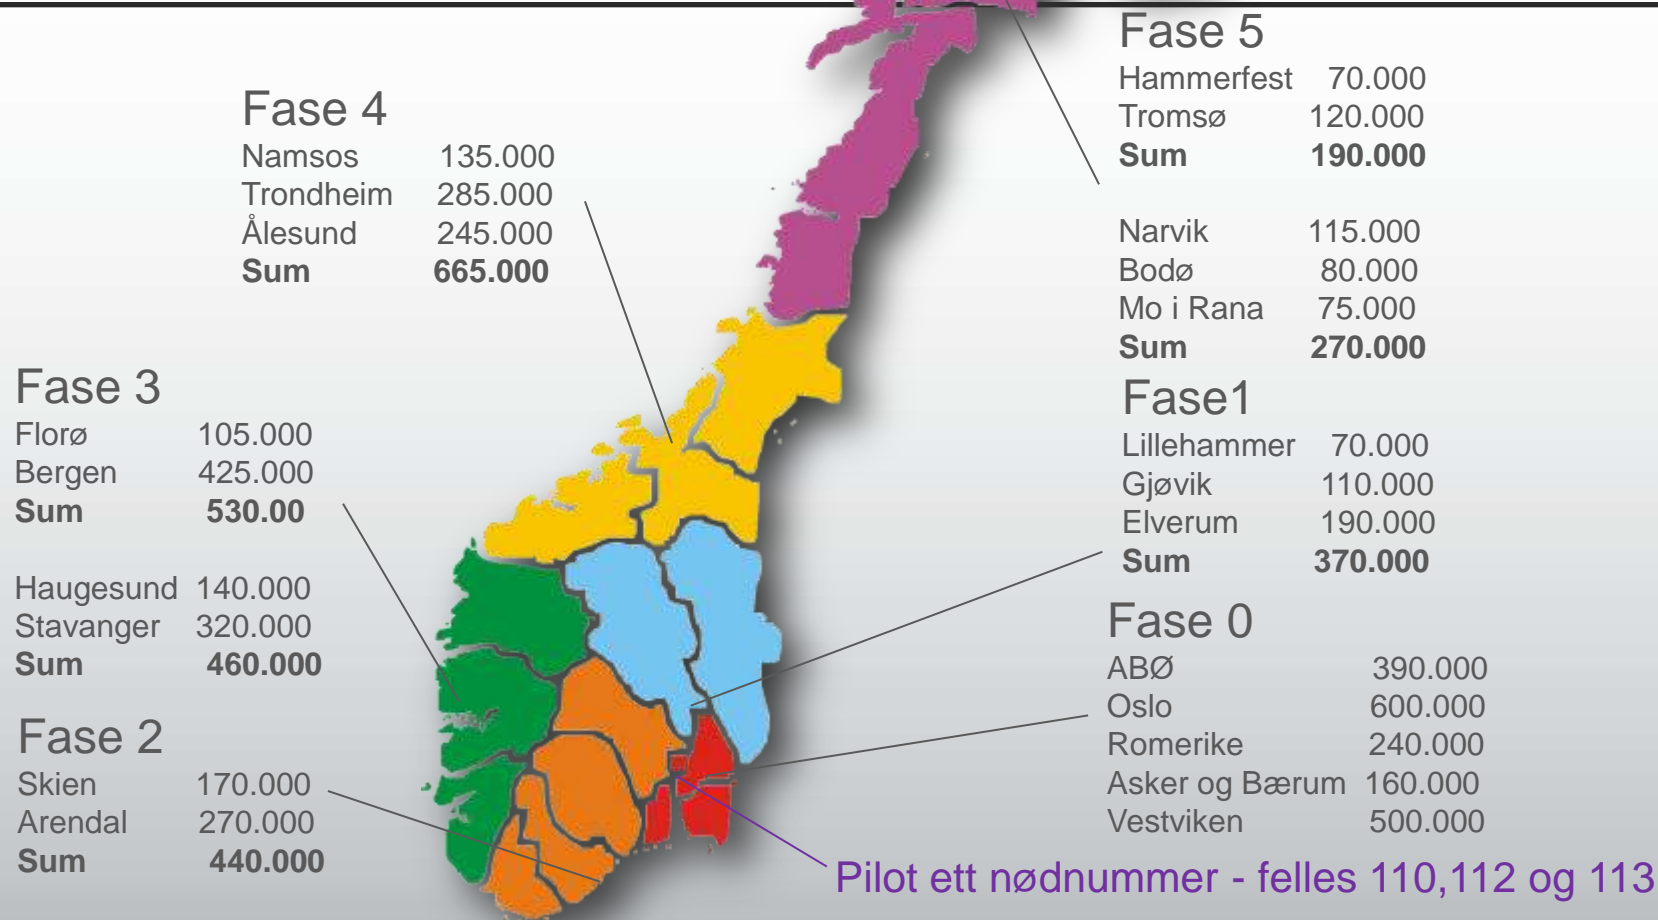 Fase 5
Hammerfest 70.000
Tromsø 120.000
Sum 190.000
Narvik 115.000
Bodø 80.000
Mo i Rana 75.000
Sum 270.000
Fase 4
Namsos 135.000
Trondheim 285.000
Ålesund 245.000
Sum 665.000
Fase 3
Florø 105.000
Bergen 425.000
Sum 530.00
Haugesund 140.000
Stavanger 320.000
Sum 460.000
Fase 2
Skien 170.000
Arendal 270.000
Sum 440.000
Fase1
Lillehammer 70.000
Gjøvik 110.000
Elverum 190.000
Sum 370.000
Fase 0
ABØ 390.000
Oslo 600.000
Romerike 240.000
Asker og Bærum 160.000
Vestviken 500.000
Pilot ett nødnummer - felles 110,112 og 113